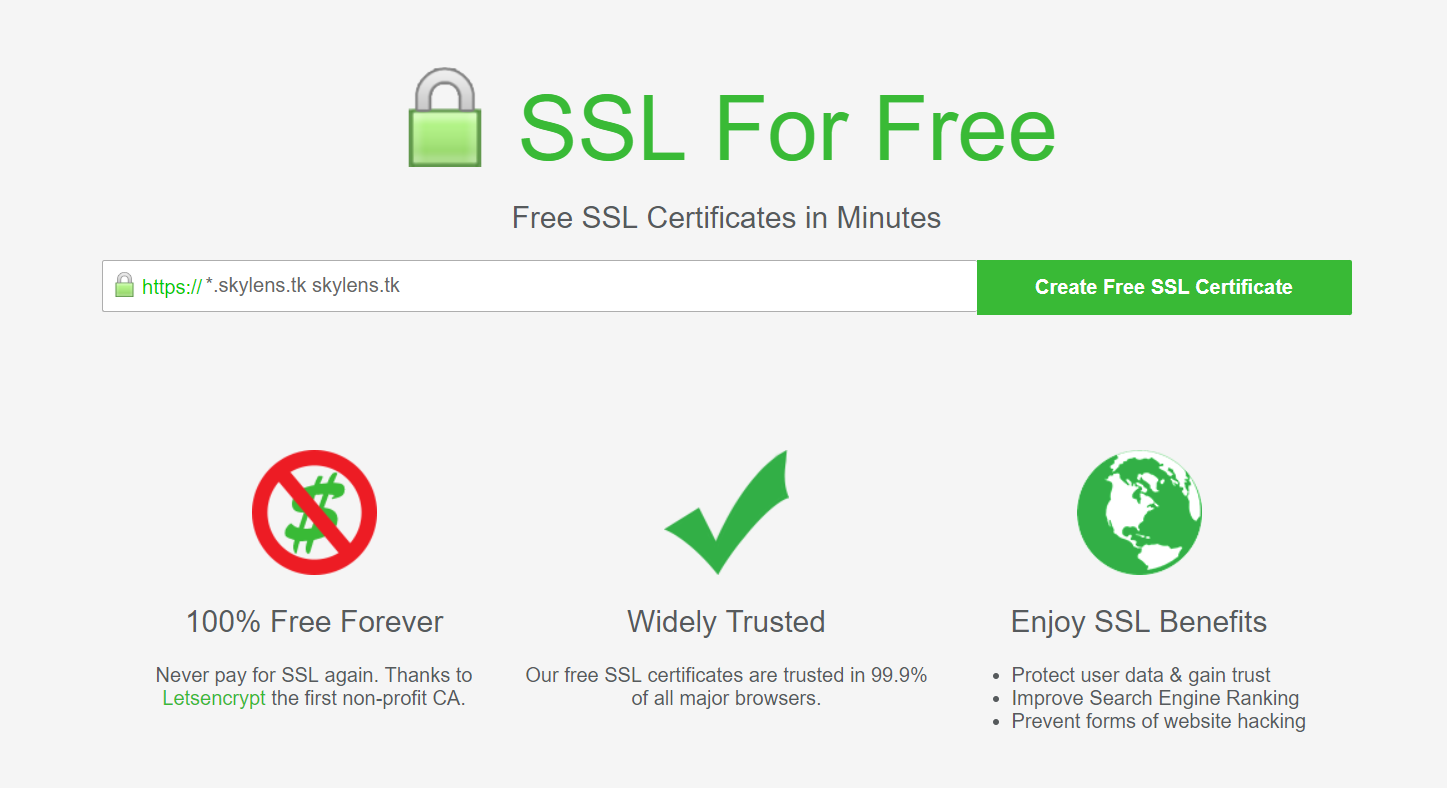 SSL For Free
Free SSL Certificates in Minutes
https:// *.skylens.tk skylens.tk
Create Free SSL Certificate
$
100% Free Forever
Never pay for SSL again. Thanks to
Letsencrypt the first non-profit CA.
Widely Trusted
Our free SSL certificates are trusted in 99.9%
of all major browsers.
Enjoy SSL Benefits
• Protect user data & gain trust
• Improve Search Engine Ranking
• Prevent forms of website hacking